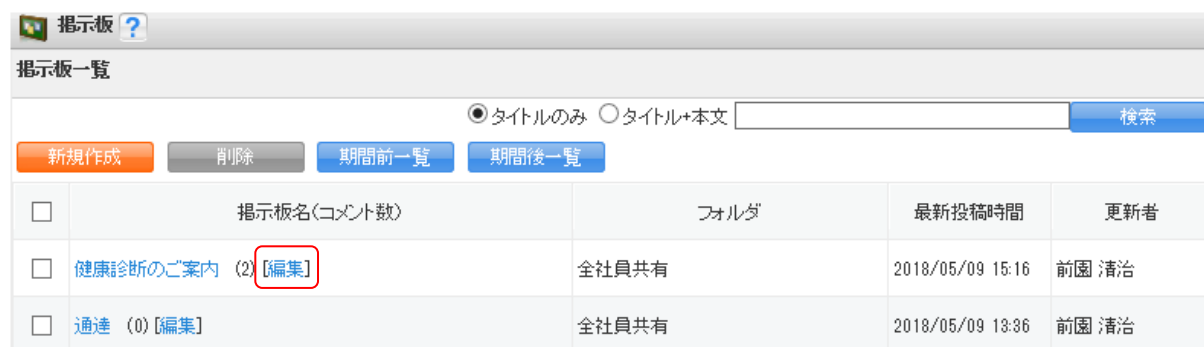 掲示板 ?
掲示板一覧
タイトルのみ タイトル+本文 検索
新規作成 削除 期間前一覧 期間後一覧
掲示板名(コメント数) フォルダ 最新投稿時間 更新者
健康診断のご案内 (2) [編集] 全社員共有 2018/05/09 15:16 前園 清治
通達 (0) [編集] 全社員共有 2018/05/09 13:36 前園 清治